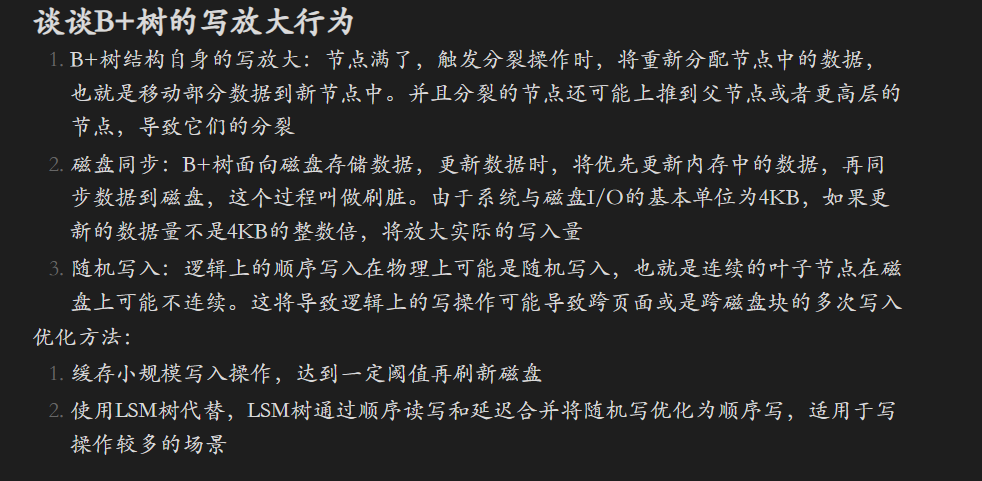 谈谈B+树的写放大行为
1. B+树结构自身的写放大：节点满了，触发分裂操作时，将重新分配节点中的数据，
也就是移动部分数据到新节点中。并且分裂的节点还可能上推到父节点或者更高层的
节点，导致它们的分裂
2. 磁盘同步：B+树面向磁盘存储数据，更新数据时，将优先更新内存中的数据，再同
步数据到磁盘，这个过程叫做刷脏。由于系统与磁盘I/O的基本单位为4KB，如果更
新的数据量不是4KB的整数倍，将放大实际的写入量
3. 随机写入：逻辑上的顺序写入在物理上可能是随机写入，也就是连续的叶子节点在磁
盘上可能不连续。这将导致逻辑上的写操作可能导致跨页面或是跨磁盘块的多次写入
优化方法：
1. 缓存小规模写入操作，达到一定阈值再刷新磁盘
2. 使用LSM树代替，LSM树通过顺序读写和延迟合并将随机写优化为顺序写，适用于写
操作较多的场景